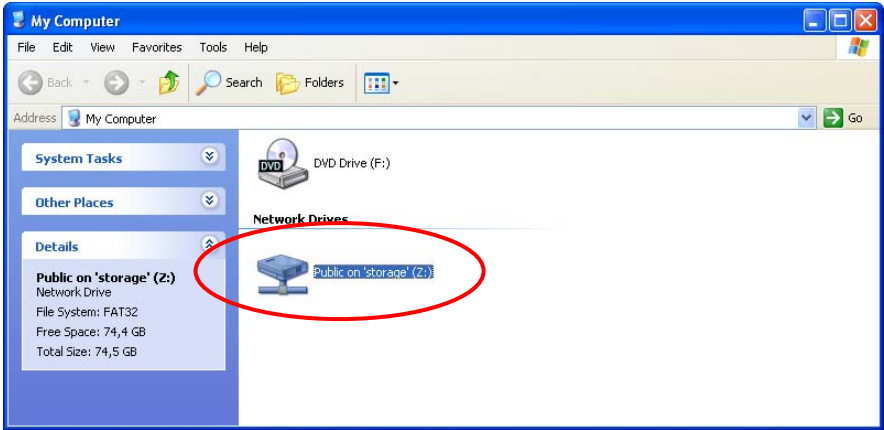 My Computer
File Edit View Favorites Tools Help
Back Search Folders
Address My Computer Go
System Tasks
Other Places
Details
Public on 'storage' (Z:)
Network Drive
File System: FAT32
Free Space: 74,4 GB
Total Size: 74,5 GB
DVD DVD Drive (F:)
Network Drives
Public on 'storage' (Z:)